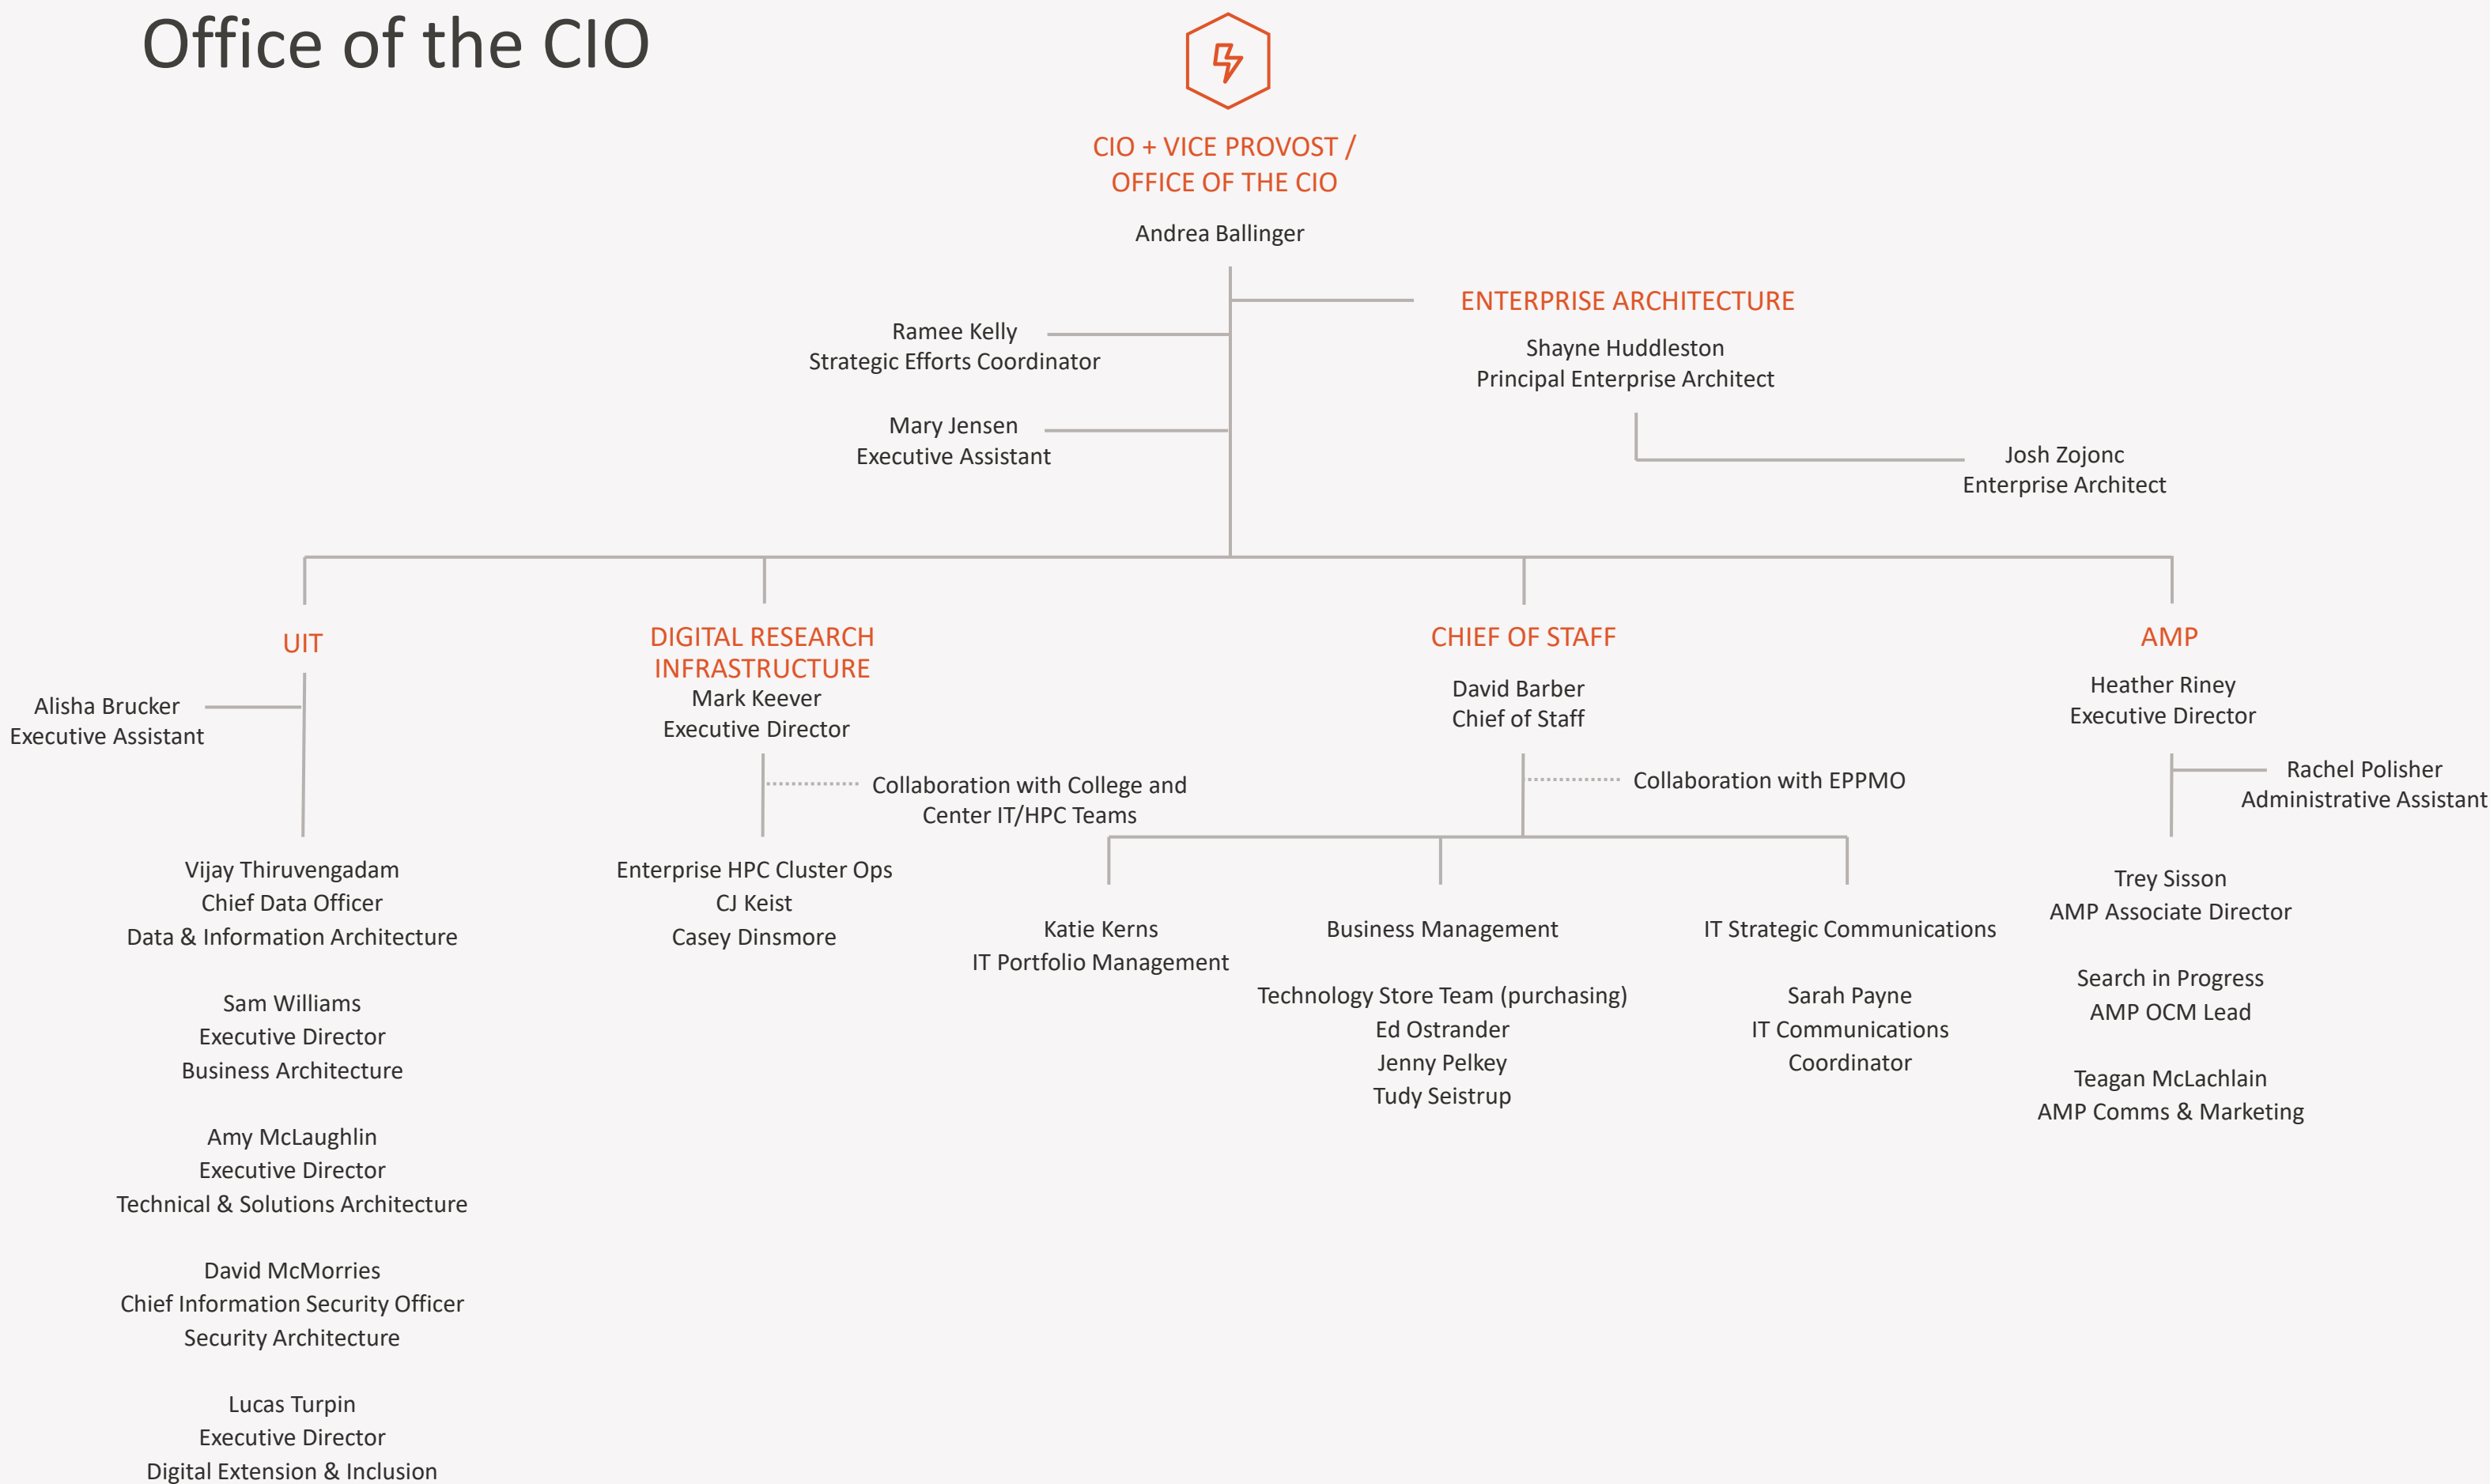 Office of the CIO
CIO + VICE PROVOST /
OFFICE OF THE CIO
Andrea Ballinger
ENTERPRISE ARCHITECTURE
Shayne Huddleston
Principal Enterprise Architect
Ramee Kelly
Strategic Efforts Coordinator
Mary Jensen
Executive Assistant
Josh Zojonc
Enterprise Architect
UIT
Alisha Brucker
Executive Assistant
Vijay Thiruvengadam
Chief Data Officer
Data & Information Architecture
Sam Williams
Executive Director
Business Architecture
Amy McLaughlin
Executive Director
Technical & Solutions Architecture
David McMorries
Chief Information Security Officer
Security Architecture
Lucas Turpin
Executive Director
Digital Extension & Inclusion
DIGITAL RESEARCH
INFRASTRUCTURE
Mark Keever
Executive Director
Collaboration with College and
Center IT/HPC Teams
Enterprise HPC Cluster Ops
CJ Keist
Casey Dinsmore
CHIEF OF STAFF
David Barber
Chief of Staff
Collaboration with EPPMO
Katie Kerns
IT Portfolio Management
Business Management
Technology Store Team (purchasing)
Ed Ostrander
Jenny Pelkey
Tudy Seistrup
IT Strategic Communications
Sarah Payne
IT Communications
Coordinator
AMP
Heather Riney
Executive Director
Rachel Polisher
Administrative Assistant
Trey Sisson
AMP Associate Director
Search in Progress
AMP OCM Lead
Teagan McLachlain
AMP Comms & Marketing